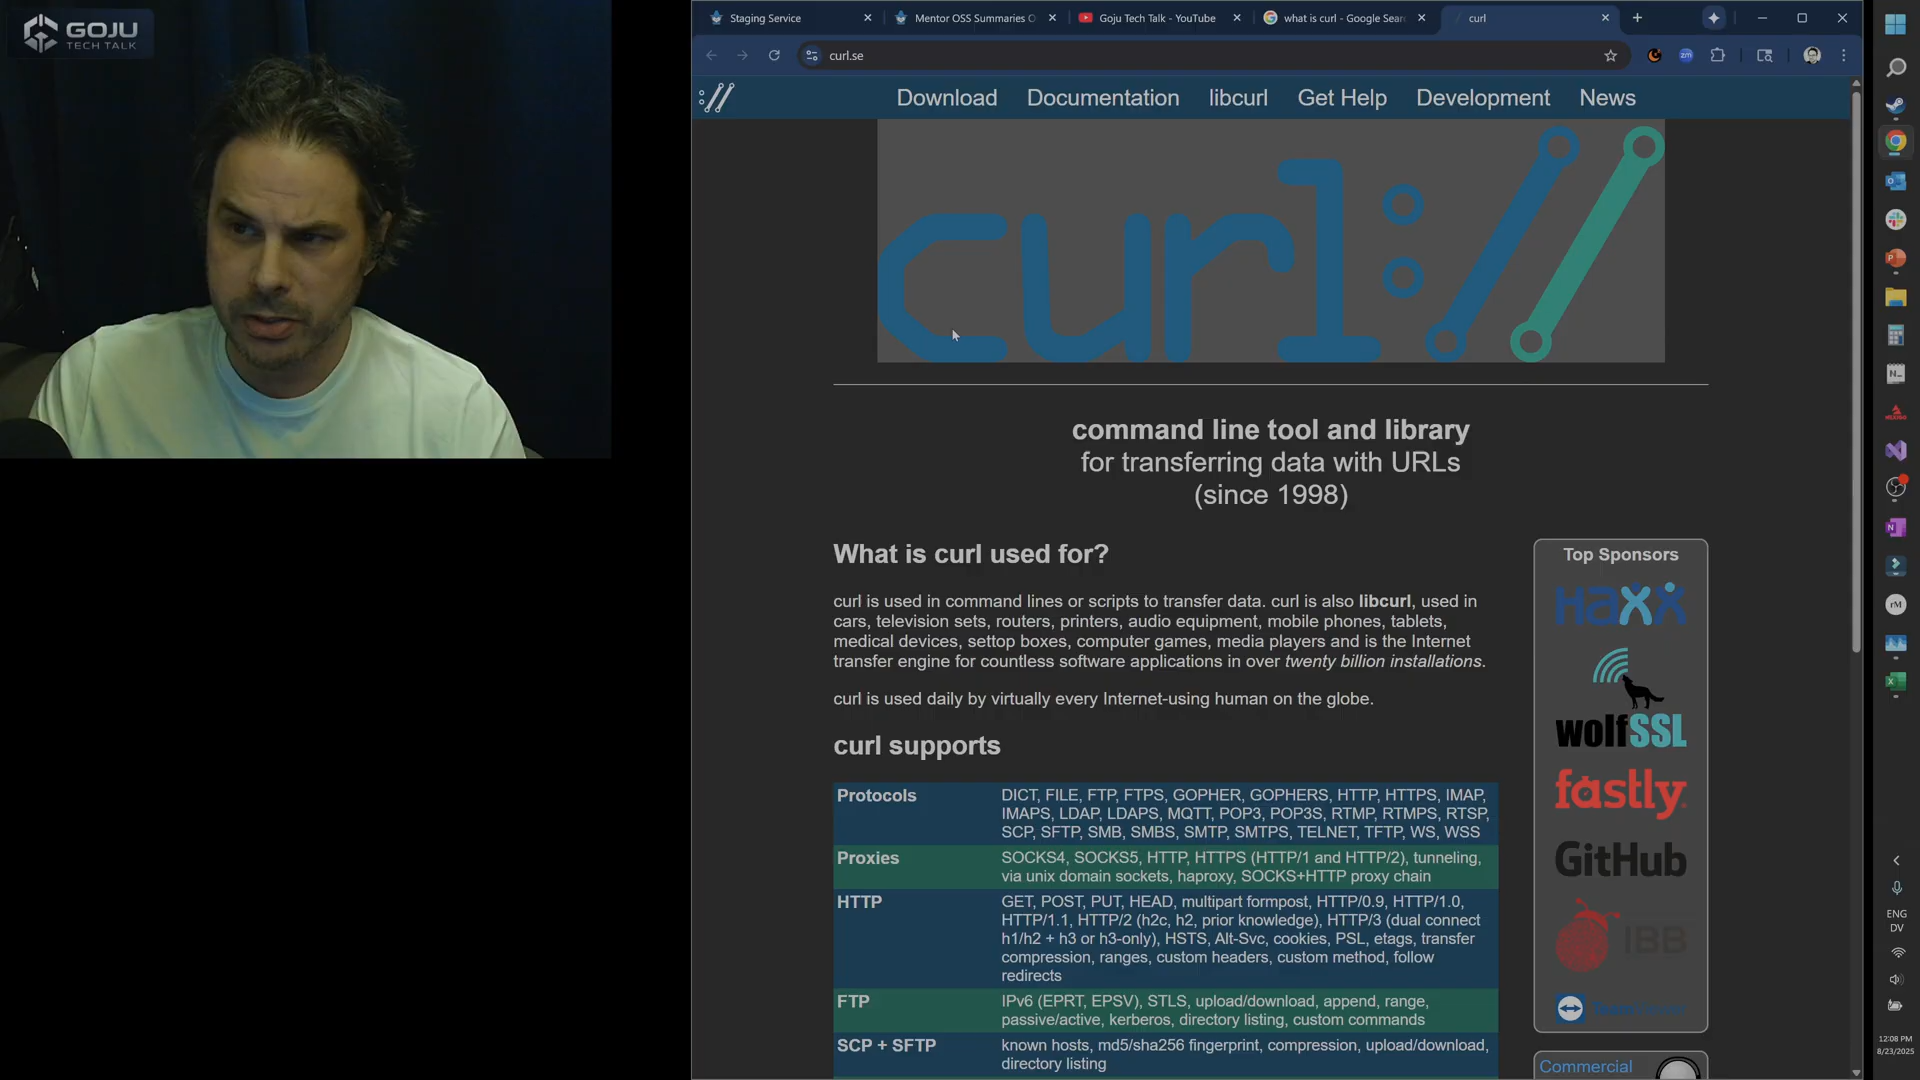 GOJU
TECH TALK
Staging Service
Mentor OSS Summaries O
Goju Tech Talk - YouTube
what is curl - Google Sear
curl
curl.se
Download
Documentation
libcurl
Get Help
Development
News
curl://
command line tool and library
for transferring data with URLs
(since 1998)
What is curl used for?
curl is used in command lines or scripts to transfer data. curl is also libcurl, used in
cars, television sets, routers, printers, audio equipment, mobile phones, tablets,
medical devices, settop boxes, computer games, media players and is the Internet
transfer engine for countless software applications in over twenty billion installations.
curl is used daily by virtually every Internet-using human on the globe.
curl supports
Protocols
DICT, FILE, FTP, FTPS, GOPHER, GOPHERS, HTTP, HTTPS, IMAP,
IMAPS, LDAP, LDAPS, MQTT, POP3, POP3S, RTMP, RTMPS, RTSP,
SCP, SFTP, SMB, SMBS, SMTP, SMTPS, TELNET, TFTP, WS, WSS
Proxies
SOCKS4, SOCKS5, HTTP, HTTPS (HTTP/1 and HTTP/2), tunneling,
via unix domain sockets, haproxy, SOCKS+HTTP proxy chain
HTTP
GET, POST, PUT, HEAD, multipart formpost, HTTP/0.9, HTTP/1.0,
HTTP/1.1, HTTP/2 (h2c, h2, prior knowledge), HTTP/3 (dual connect
h1/h2 + h3 or h3-only), HSTS, Alt-Svc, cookies, PSL, etags, transfer
compression, ranges, custom headers, custom method, follow
redirects
FTP
IPv6 (EPRT, EPSV), STLS, upload/download, append, range,
passive/active, kerberos, directory listing, custom commands
SCP + SFTP
known hosts, md5/sha256 fingerprint, compression, upload/download,
directory listing
Top Sponsors
Haxx
wolfSSL
fastly
GitHub
IBB
Commercial
ENG
DV
12:08 PM
8/23/2025